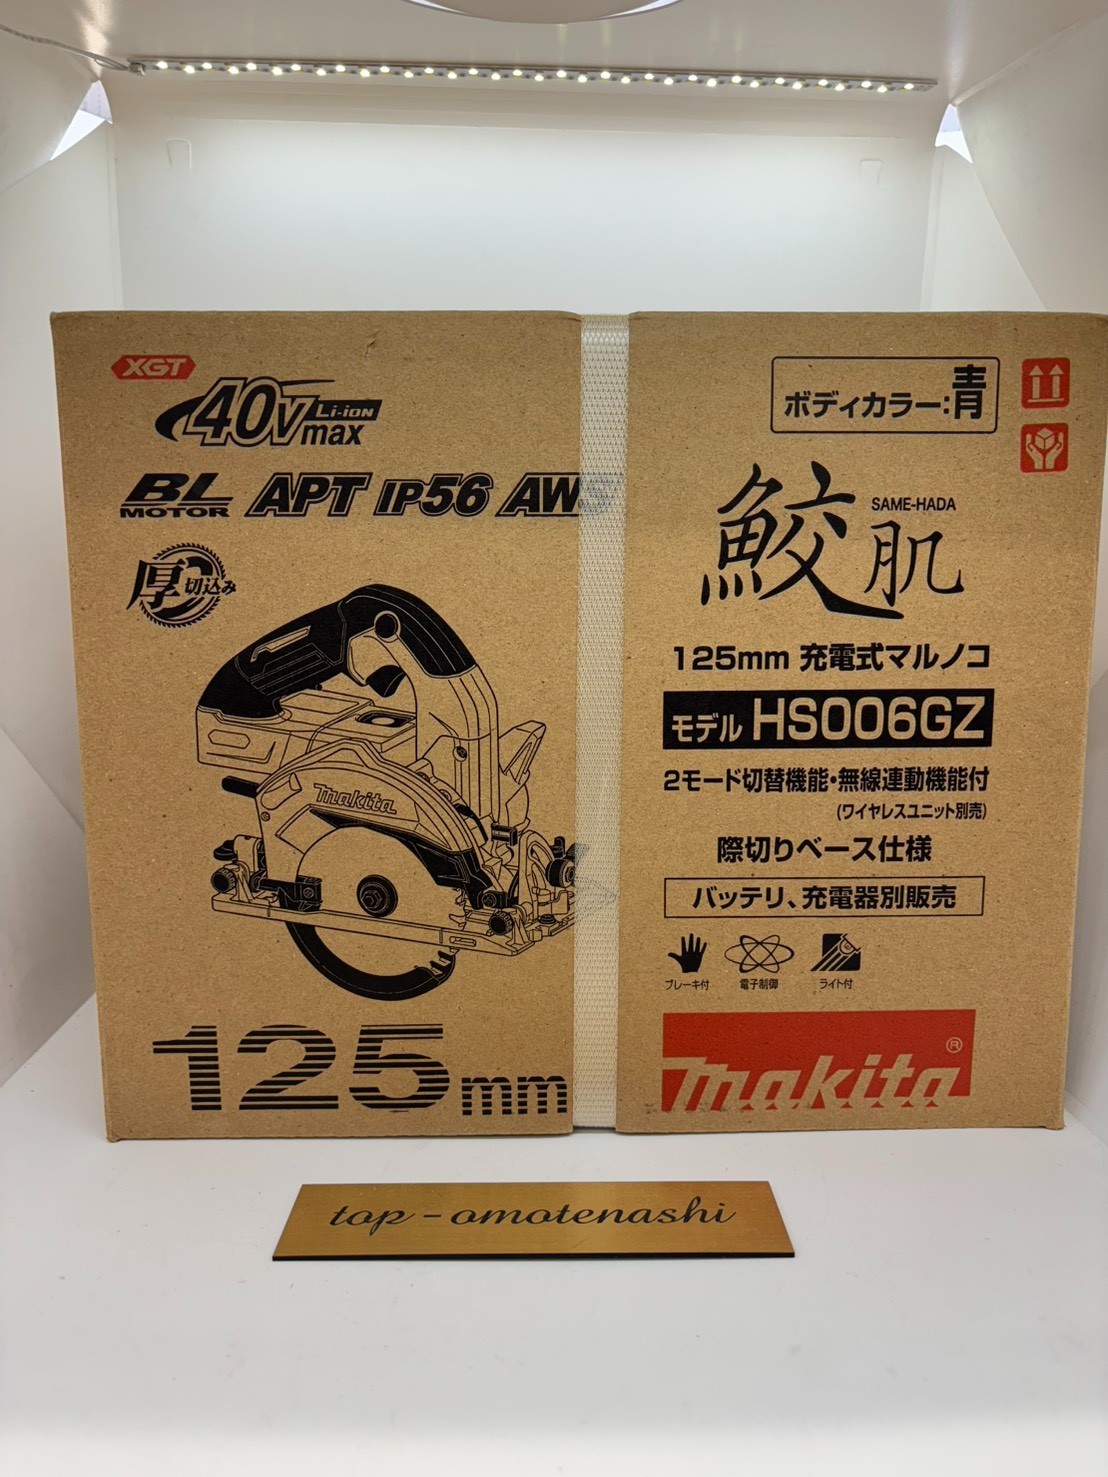 XGT
40Vmax Li-ion
BL MOTOR APT IP56 AW
厚切込み
makita
125mm
ボディカラー:青
鮫肌 SAME-HADA
125mm 充電式マルノコ
モデル HS006GZ
2モード切替機能・無線連動機能付
(ワイヤレスユニット別売)
際切りベース仕様
バッテリ、充電器別販売
ブレーキ付 電子制御 ライト付
makita®
top-omotenashi